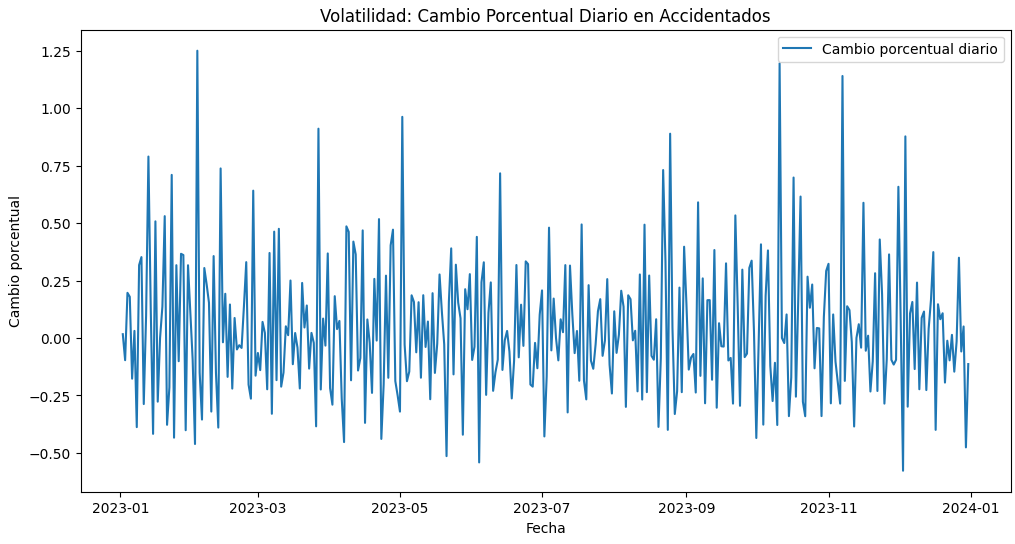 Volatilidad: Cambio Porcentual Diario en Accidentados
Cambio porcentual diario
Cambio porcentual
1.25
1.00
0.75
0.50
0.25
0.00
−0.25
−0.50
2023-01 2023-03 2023-05 2023-07 2023-09 2023-11 2024-01
Fecha